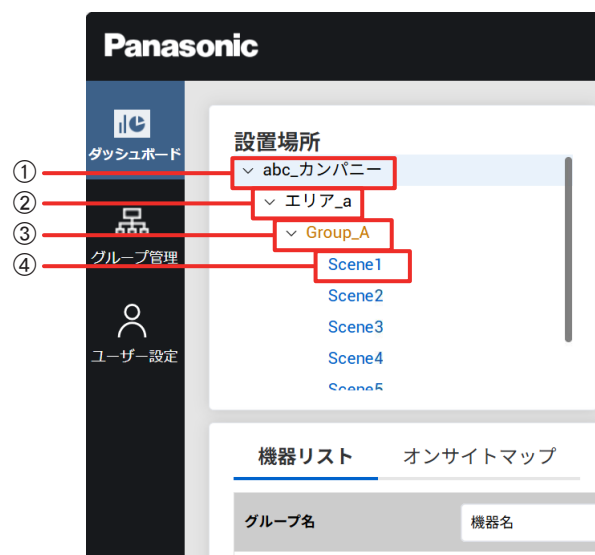 Panasonic
ダッシュボード
グループ管理
ユーザー設定
設置場所
① abc_カンパニー
② エリア_a
③ Group_A
④ Scene1
Scene2
Scene3
Scene4
Scene5
機器リスト オンサイトマップ
グループ名 機器名